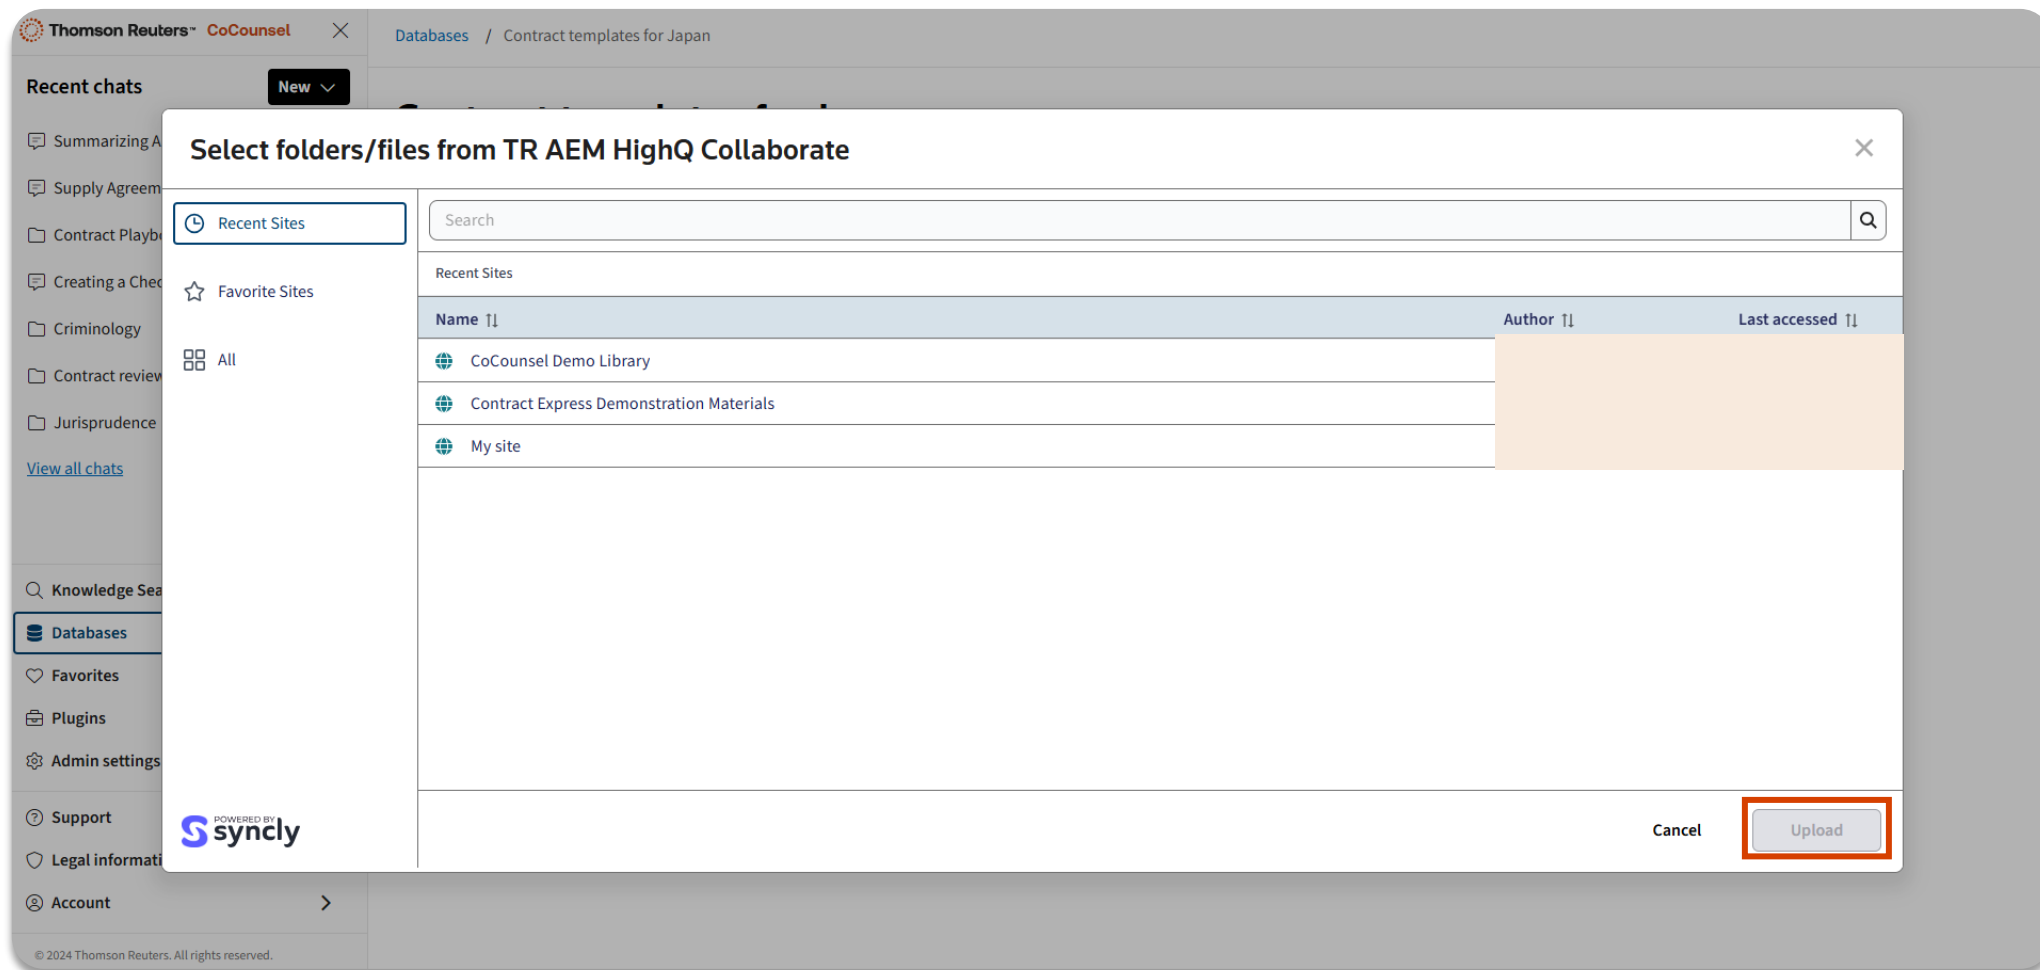 Thomson Reuters™ CoCounsel
Databases / Contract templates for Japan
Recent chats
New
Summarizing A
Supply Agreem
Contract Playb
Creating a Chec
Criminology
Contract review
Jurisprudence
View all chats
Knowledge Sea
Databases
Favorites
Plugins
Admin settings
Support
Legal informati
Account
© 2024 Thomson Reuters. All rights reserved.
Select folders/files from TR AEM HighQ Collaborate
Recent Sites
Favorite Sites
All
POWERED BY
syncly
Search
Recent Sites
Name Author Last accessed
CoCounsel Demo Library
Contract Express Demonstration Materials
My site
Cancel Upload